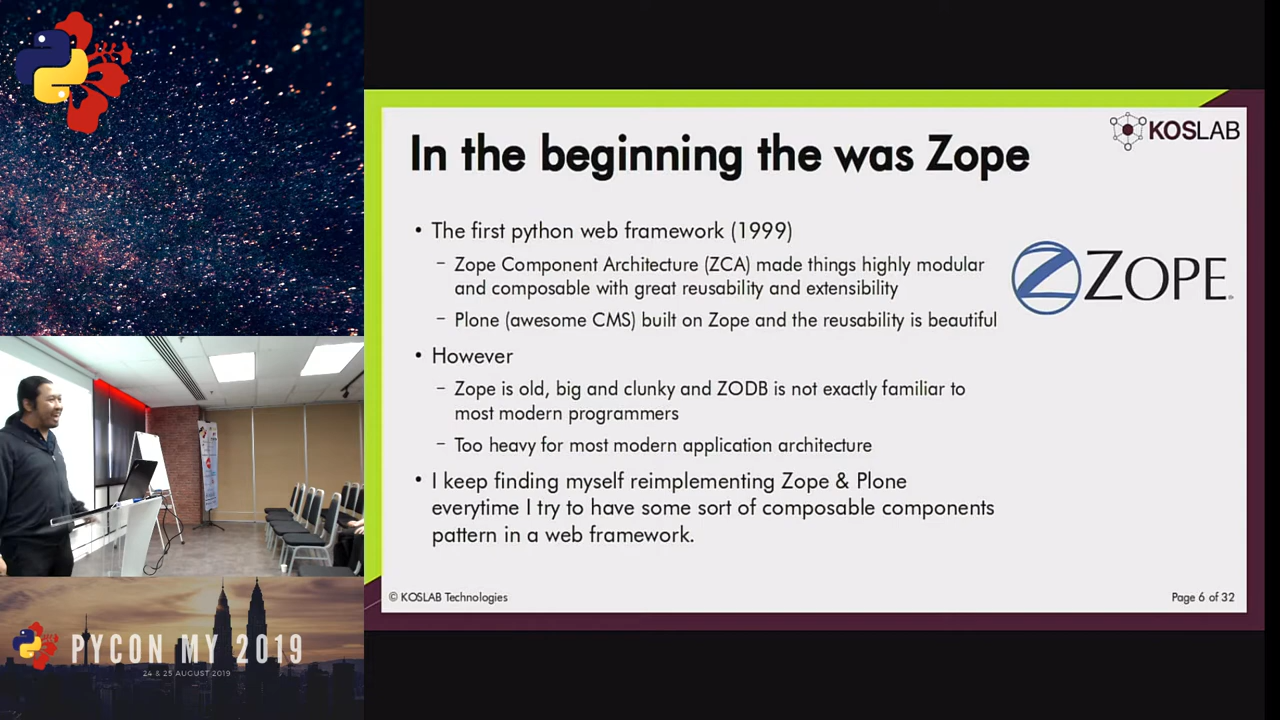 KOSLAB
In the beginning the was Zope
• The first python web framework (1999)
– Zope Component Architecture (ZCA) made things highly modular
and composable with great reusability and extensibility
– Plone (awesome CMS) built on Zope and the reusability is beautiful
ZOPE
• However
– Zope is old, big and clunky and ZODB is not exactly familiar to
most modern programmers
– Too heavy for most modern application architecture
• I keep finding myself reimplementing Zope & Plone
everytime I try to have some sort of composable components
pattern in a web framework.
© KOSLAB Technologies
Page 6 of 32
PYCON MY 2019
24 & 25 AUGUST 2019